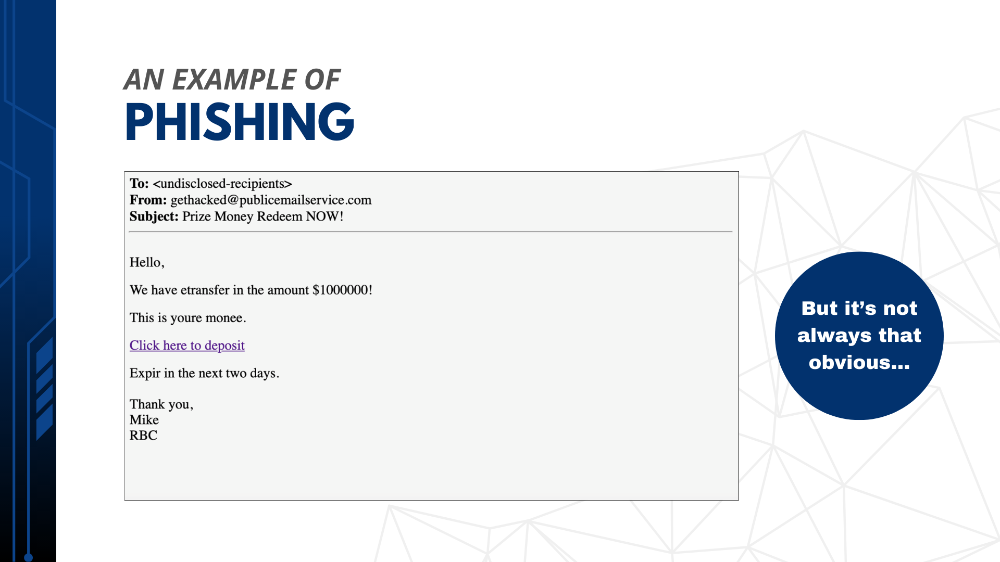 AN EXAMPLE OF
PHISHING
To: <undisclosed-recipients>
From: gethacked@publicemailservice.com
Subject: Prize Money Redeem NOW!
Hello,
We have etransfer in the amount $1000000!
This is youre monee.
Click here to deposit
Expir in the next two days.
Thank you,
Mike
RBC
But it’s not
always that
obvious...